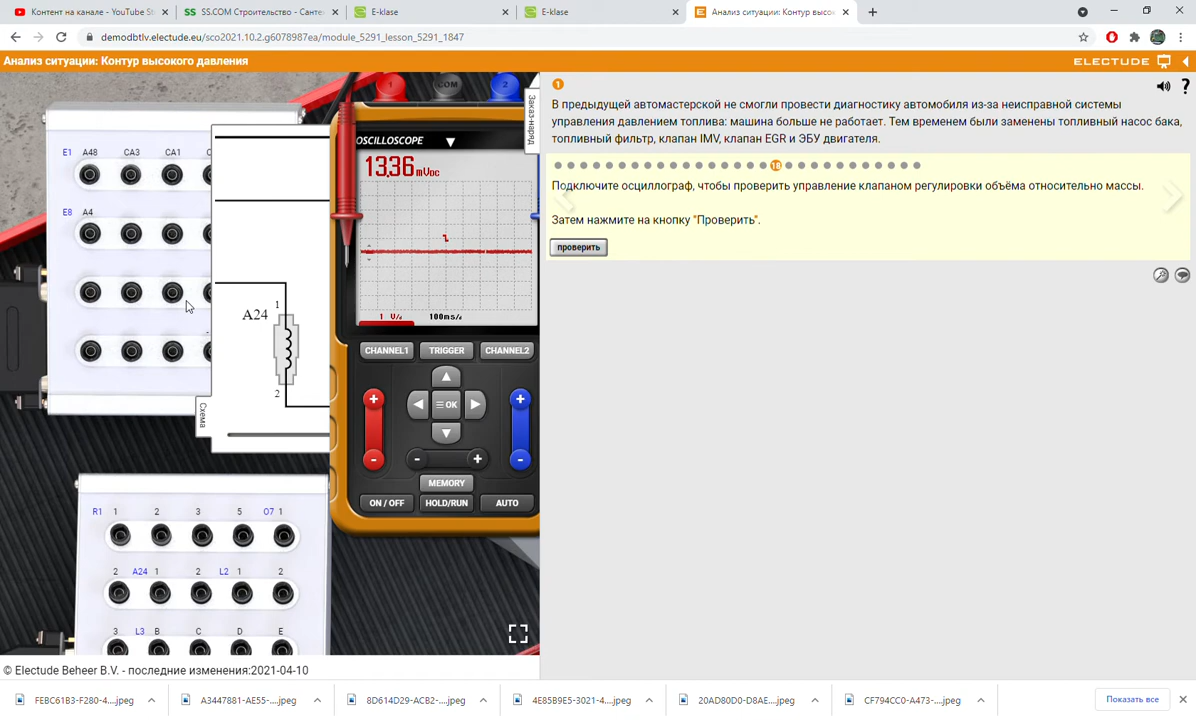 Контент на канале - YouTube St
SS.COM Строительство - Санте
E-klase
E-klase
Анализ ситуации: Контур высок
demodbtlv.electude.eu/sco2021.10.2.g6078987ea/module_5291_lesson_5291_1847
Анализ ситуации: Контур высокого давления
ELECTUDE
1 COM 2
Заказ-наряд
OSCILLOSCOPE
13,36 mVDC
1 V/d 100ms/d
CHANNEL1 TRIGGER CHANNEL2
OK
MEMORY
ON / OFF HOLD/RUN AUTO
E1 A48 CA3 CA1 C
E8 A4
A24 1
2
Схема
R1 1 2 3 5 O7 1
2 A24 1 2 L2 1 2
3 L3 B C D E
1
В предыдущей автомастерской не смогли провести диагностику автомобиля из-за неисправной системы
управления давлением топлива: машина больше не работает. Тем временем были заменены топливный насос бака,
топливный фильтр, клапан IMV, клапан EGR и ЭБУ двигателя.
18
Подключите осциллограф, чтобы проверить управление клапаном регулировки объёма относительно массы.
Затем нажмите на кнопку "Проверить".
проверить
© Electude Beheer B.V. - последние изменения:2021-04-10
FEBC61B3-F280-4....jpeg
A3447881-AE55-....jpeg
8D614D29-ACB2-....jpeg
4E85B9E5-3021-4....jpeg
20AD80D0-D8AE....jpeg
CF794CC0-A473-....jpeg
Показать все